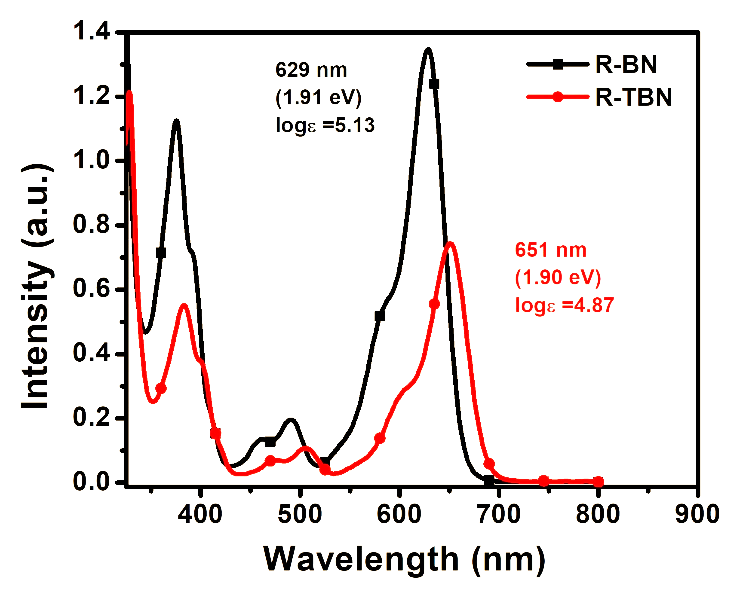 1.4
1.2
1.0
0.8
0.6
0.4
0.2
0.0
400
500
600
700
800
900
Intensity (a.u.)
Wavelength (nm)
629 nm
(1.91 eV)
logε =5.13
R-BN
R-TBN
651 nm
(1.90 eV)
logε =4.87